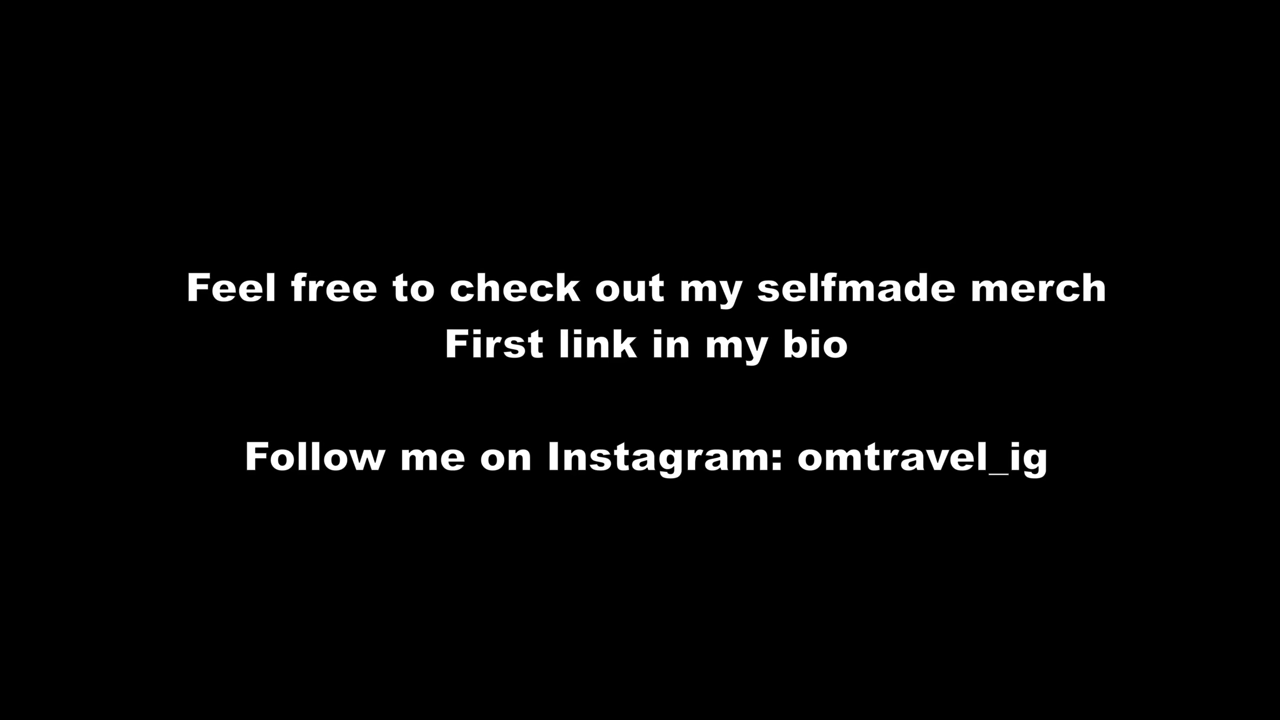 Feel free to check out my selfmade merch
First link in my bio
Follow me on Instagram: omtravel_ig